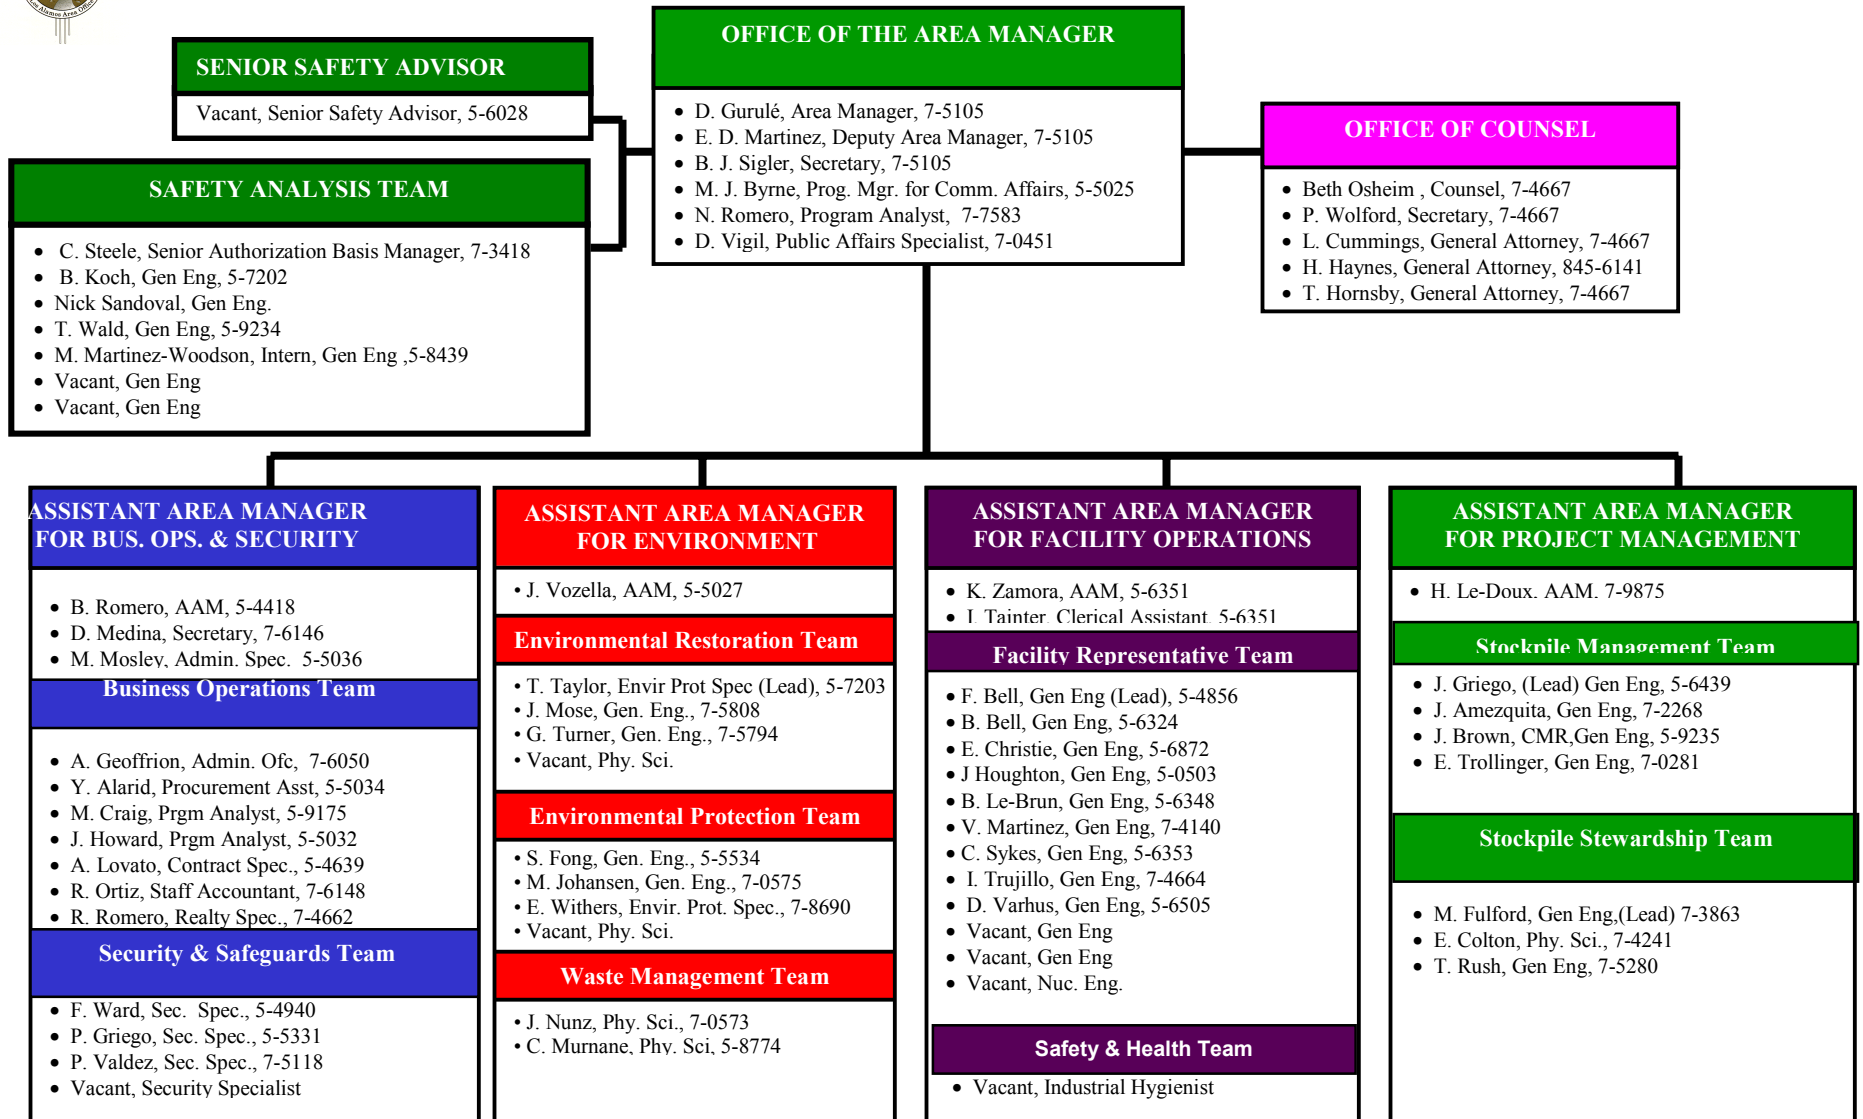 Los Alamos Area Office
OFFICE OF THE AREA MANAGER
• D. Gurulé, Area Manager, 7-5105
• E. D. Martinez, Deputy Area Manager, 7-5105
• B. J. Sigler, Secretary, 7-5105
• M. J. Byrne, Prog. Mgr. for Comm. Affairs, 5-5025
• N. Romero, Program Analyst, 7-7583
• D. Vigil, Public Affairs Specialist, 7-0451
SENIOR SAFETY ADVISOR
Vacant, Senior Safety Advisor, 5-6028
SAFETY ANALYSIS TEAM
• C. Steele, Senior Authorization Basis Manager, 7-3418
• B. Koch, Gen Eng, 5-7202
• Nick Sandoval, Gen Eng.
• T. Wald, Gen Eng, 5-9234
• M. Martinez-Woodson, Intern, Gen Eng ,5-8439
• Vacant, Gen Eng
• Vacant, Gen Eng
OFFICE OF COUNSEL
• Beth Osheim , Counsel, 7-4667
• P. Wolford, Secretary, 7-4667
• L. Cummings, General Attorney, 7-4667
• H. Haynes, General Attorney, 845-6141
• T. Hornsby, General Attorney, 7-4667
ASSISTANT AREA MANAGER
FOR BUS. OPS. & SECURITY
• B. Romero, AAM, 5-4418
• D. Medina, Secretary, 7-6146
• M. Mosley, Admin. Spec. 5-5036
Business Operations Team
• A. Geoffrion, Admin. Ofc, 7-6050
• Y. Alarid, Procurement Asst, 5-5034
• M. Craig, Prgm Analyst, 5-9175
• J. Howard, Prgm Analyst, 5-5032
• A. Lovato, Contract Spec., 5-4639
• R. Ortiz, Staff Accountant, 7-6148
• R. Romero, Realty Spec., 7-4662
Security & Safeguards Team
• F. Ward, Sec. Spec., 5-4940
• P. Griego, Sec. Spec., 5-5331
• P. Valdez, Sec. Spec., 7-5118
• Vacant, Security Specialist
ASSISTANT AREA MANAGER
FOR ENVIRONMENT
• J. Vozella, AAM, 5-5027
Environmental Restoration Team
• T. Taylor, Envir Prot Spec (Lead), 5-7203
• J. Mose, Gen. Eng., 7-5808
• G. Turner, Gen. Eng., 7-5794
• Vacant, Phy. Sci.
Environmental Protection Team
• S. Fong, Gen. Eng., 5-5534
• M. Johansen, Gen. Eng., 7-0575
• E. Withers, Envir. Prot. Spec., 7-8690
• Vacant, Phy. Sci.
Waste Management Team
• J. Nunz, Phy. Sci., 7-0573
• C. Murnane, Phy. Sci, 5-8774
ASSISTANT AREA MANAGER
FOR FACILITY OPERATIONS
• K. Zamora, AAM, 5-6351
• I. Tainter, Clerical Assistant, 5-6351
Facility Representative Team
• F. Bell, Gen Eng (Lead), 5-4856
• B. Bell, Gen Eng, 5-6324
• E. Christie, Gen Eng, 5-6872
• J Houghton, Gen Eng, 5-0503
• B. Le-Brun, Gen Eng, 5-6348
• V. Martinez, Gen Eng, 7-4140
• C. Sykes, Gen Eng, 5-6353
• I. Trujillo, Gen Eng, 7-4664
• D. Varhus, Gen Eng, 5-6505
• Vacant, Gen Eng
• Vacant, Gen Eng
• Vacant, Nuc. Eng.
Safety & Health Team
• Vacant, Industrial Hygienist
ASSISTANT AREA MANAGER
FOR PROJECT MANAGEMENT
• H. Le-Doux. AAM. 7-9875
Stockpile Management Team
• J. Griego, (Lead) Gen Eng, 5-6439
• J. Amezquita, Gen Eng, 7-2268
• J. Brown, CMR,Gen Eng, 5-9235
• E. Trollinger, Gen Eng, 7-0281
Stockpile Stewardship Team
• M. Fulford, Gen Eng,(Lead) 7-3863
• E. Colton, Phy. Sci., 7-4241
• T. Rush, Gen Eng, 7-5280